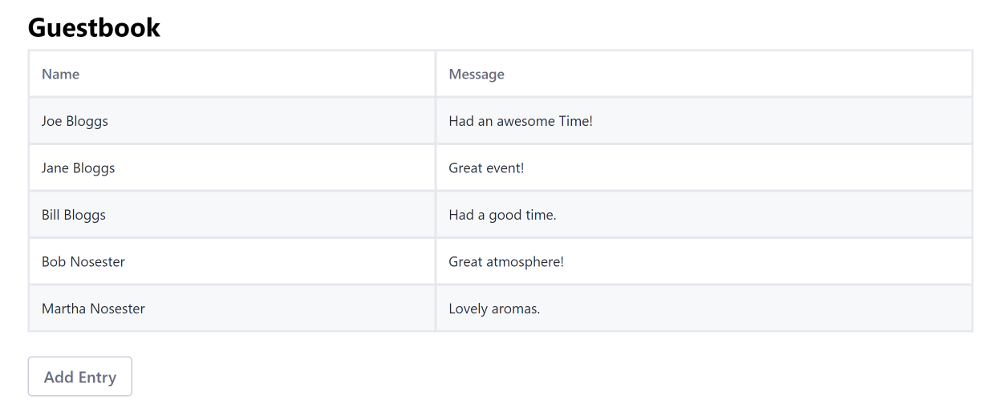 Guestbook
Name Message
Joe Bloggs Had an awesome Time!
Jane Bloggs Great event!
Bill Bloggs Had a good time.
Bob Nosester Great atmosphere!
Martha Nosester Lovely aromas.
Add Entry